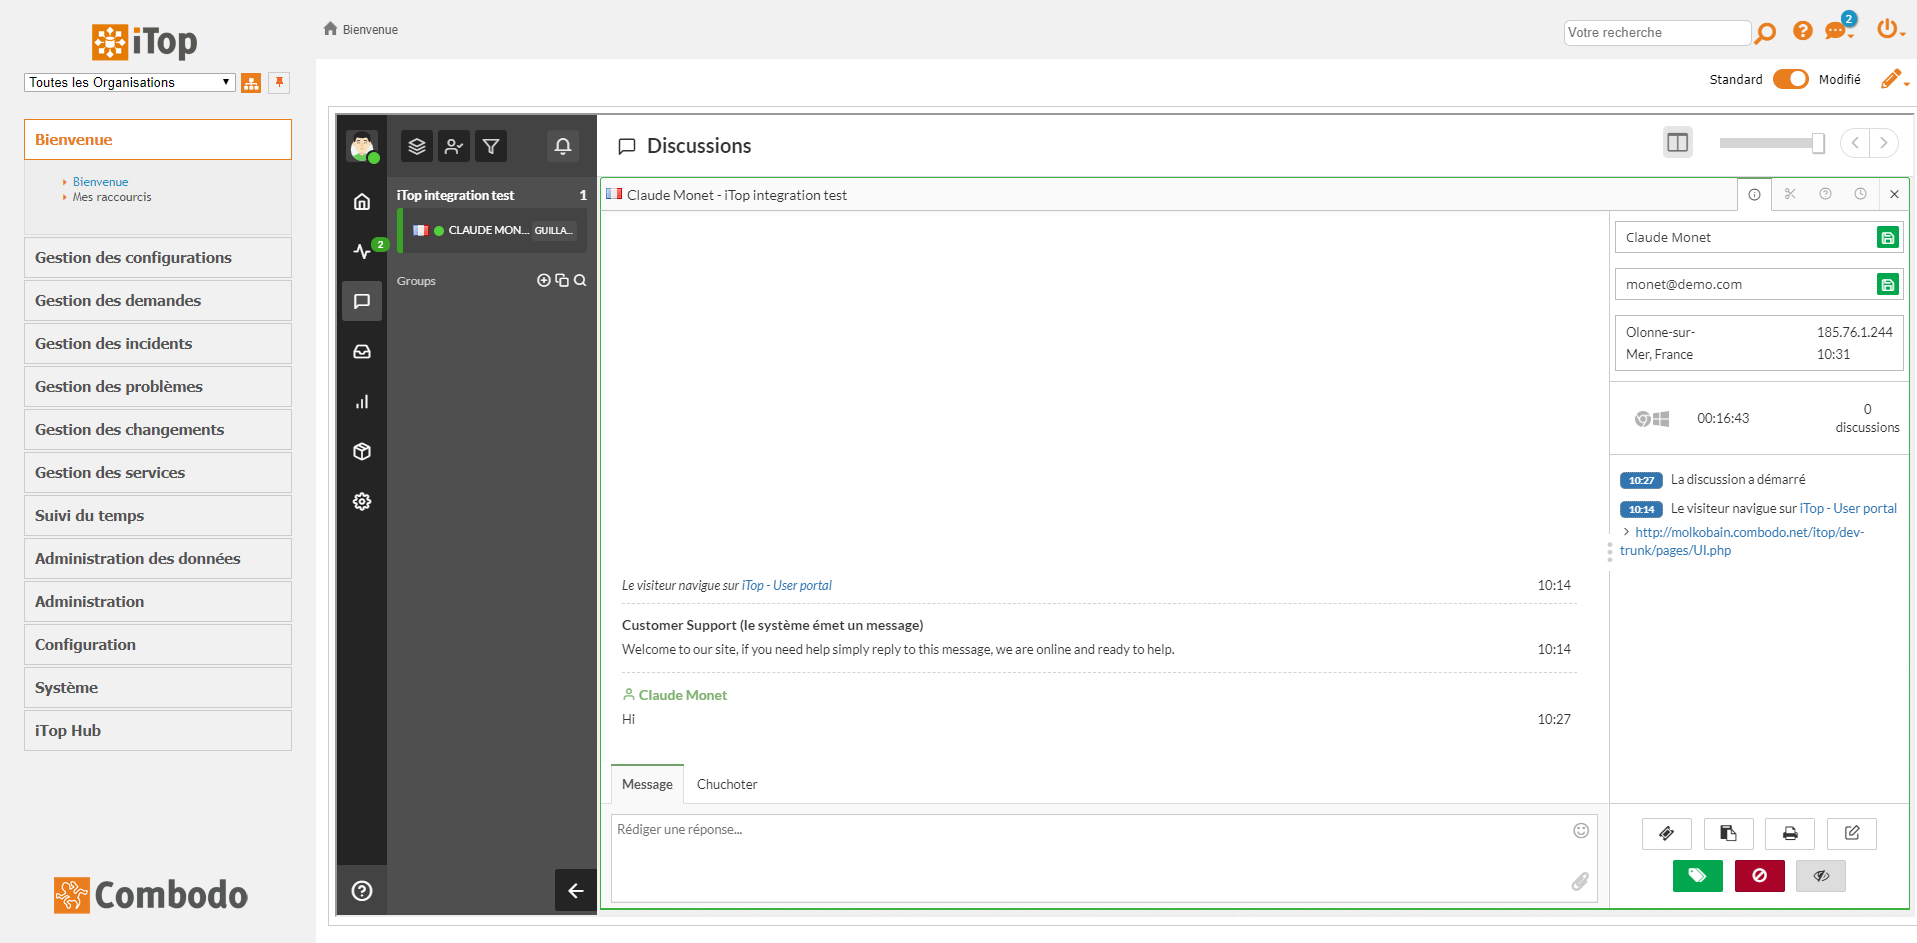 iTop
Toutes les Organisations
Bienvenue
Bienvenue
Mes raccourcis
Gestion des configurations
Gestion des demandes
Gestion des incidents
Gestion des problèmes
Gestion des changements
Gestion des services
Suivi du temps
Administration des données
Administration
Configuration
Système
iTop Hub
Combodo
Bienvenue
Votre recherche
2
Standard
Modifié
2
iTop integration test 1
CLAUDE MON... GUILLA...
Groups
Discussions
Claude Monet - iTop integration test
Le visiteur navigue sur iTop - User portal 10:14
Customer Support (le système émet un message)
Welcome to our site, if you need help simply reply to this message, we are online and ready to help. 10:14
Claude Monet
Hi 10:27
Message Chuchoter
Rédiger une réponse...
Claude Monet
monet@demo.com
Olonne-sur- 185.76.1.244
Mer, France 10:31
00:16:43
0
discussions
10:27 La discussion a démarré
10:14 Le visiteur navigue sur iTop - User portal
> http://molkobain.combodo.net/itop/dev-
trunk/pages/UI.php